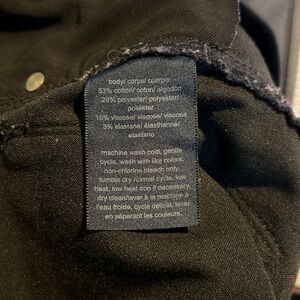 body/ corps/ cuerpo:
53% cotton/ coton/ algodón
28% polyester/ polyester/
poliéster
16% viscose/ viscose/ viscosa
3% elastane/ élasthanne/
elastano
machine wash cold, gentle
cycle, wash with like colors.
non-chlorine bleach only.
tumble dry normal cycle, low
heat, low heat iron if necessary.
dry clean/laver à la machine à
l'eau froide, cycle délicat, laver
en séparant les couleurs.